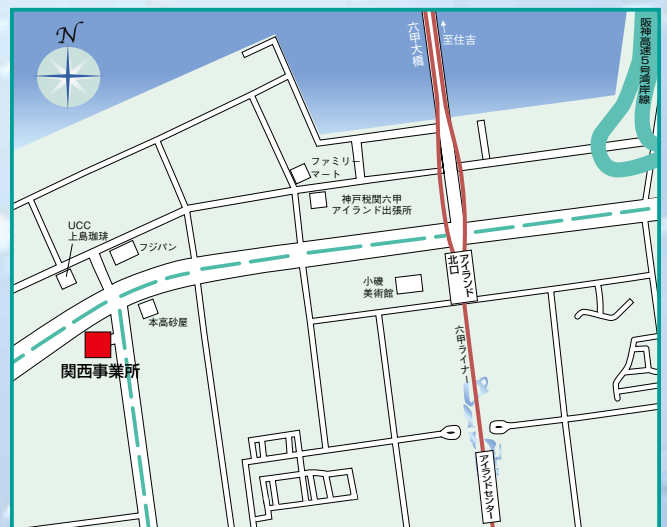 N
六甲大橋
至住吉
阪神高速5号湾岸線
ファミリー
マート
神戸税関六甲
アイランド出張所
UCC
上島珈琲
フジパン
アイランド
北口
小磯
美術館
本高砂屋
関西事業所
六甲ライナー
アイランドセンター